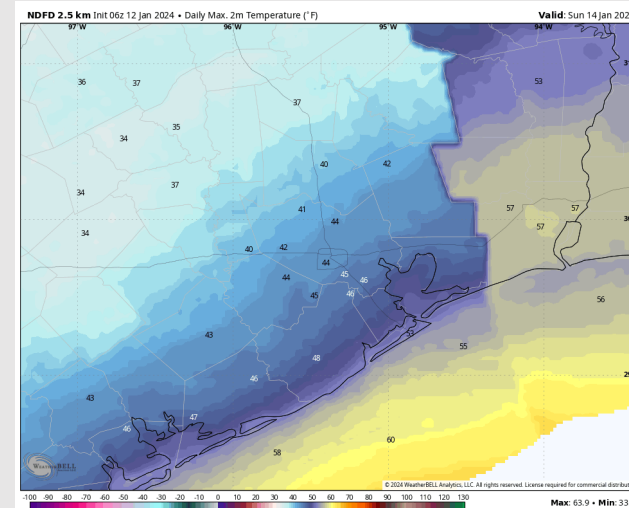 NDFD 2.5 km Init 06z 12 Jan 2024 • Daily Max. 2m Temperature (°F)
Valid: Sun 14 Jan 202
97°W 96°W 95°W 94°W
36 37 53
37
34 35
40 42
34 37
41 44 57 57
57
34 40 42
44
44 45 46
45 46
56
43 53
55
48
46
43
47
46
60
58
WeatherBELL
© 2024 WeatherBELL Analytics, LLC. All rights reserved. License required for commercial distribut
-100 -90 -80 -70 -60 -50 -40 -30 -20 -10 0 10 20 30 40 50 60 70 80 90 100 110 120 130
Max: 63.9 • Min: 33